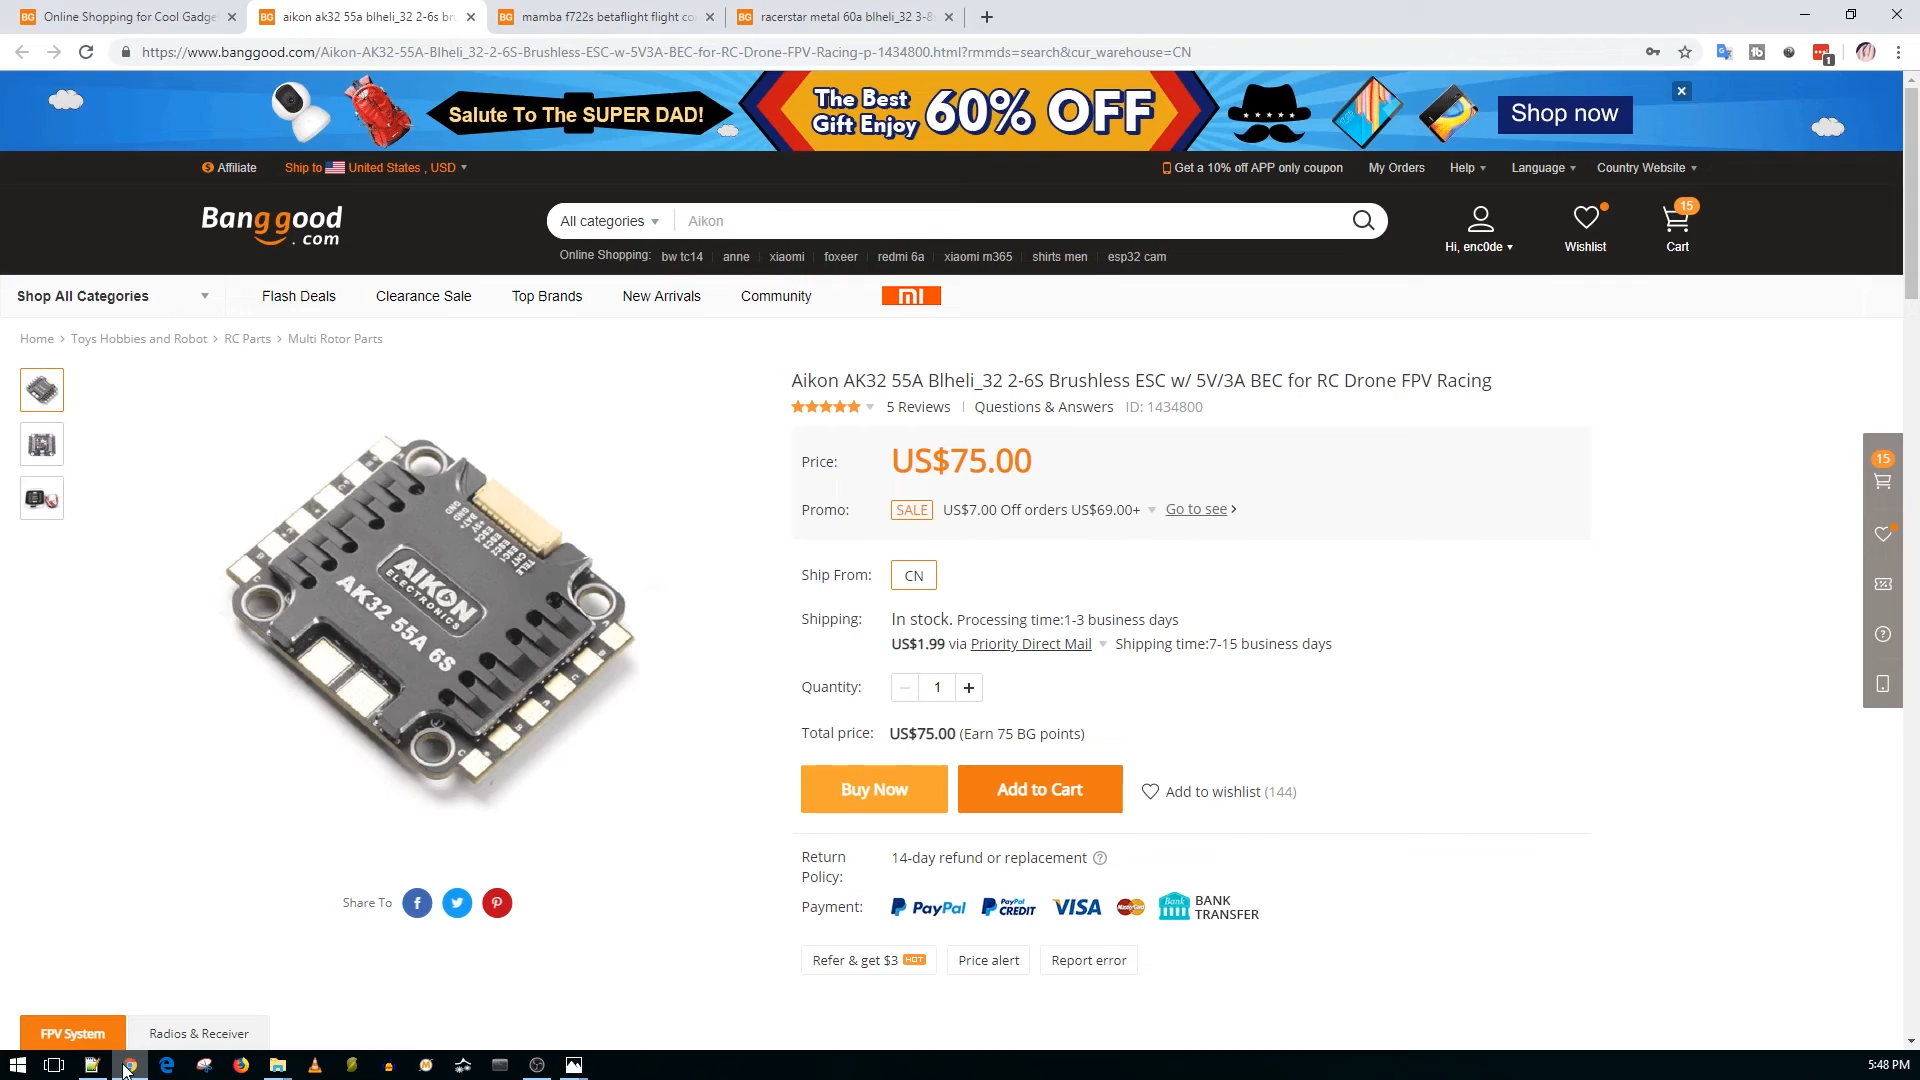 Online Shopping for Cool Gadge
aikon ak32 55a blheli_32 2-6s br
mamba f722s betaflight flight co
racerstar metal 60a blheli_32 3-8
https://www.banggood.com/Aikon-AK32-55A-Blheli_32-2-6S-Brushless-ESC-w-5V3A-BEC-for-RC-Drone-FPV-Racing-p-1434800.html?rmmds=search&cur_warehouse=CN
Salute To The SUPER DAD!
The Best
Gift Enjoy
60% OFF
Shop now
Affiliate
Ship to United States , USD
Get a 10% off APP only coupon
My Orders
Help
Language
Country Website
Banggood
.com
All categories
Aikon
Online Shopping: bw tc14 anne xiaomi foxeer redmi 6a xiaomi m365 shirts men esp32 cam
Hi, enc0de
Wishlist
15
Cart
Shop All Categories
Flash Deals
Clearance Sale
Top Brands
New Arrivals
Community
Home > Toys Hobbies and Robot > RC Parts > Multi Rotor Parts
AIKON
ELECTRONICS
AK32 55A 6S
Aikon AK32 55A Blheli_32 2-6S Brushless ESC w/ 5V/3A BEC for RC Drone FPV Racing
5 Reviews | Questions & Answers ID: 1434800
Price: US$75.00
Promo: SALE US$7.00 Off orders US$69.00+ Go to see >
Ship From: CN
Shipping: In stock. Processing time:1-3 business days
US$1.99 via Priority Direct Mail Shipping time:7-15 business days
Quantity: 1
Total price: US$75.00 (Earn 75 BG points)
Buy Now
Add to Cart
Add to wishlist (144)
Return
Policy:
14-day refund or replacement
Payment: PayPal PayPal CREDIT VISA MasterCard Bank BANK
TRANSFER
Refer & get $3 HOT
Price alert
Report error
Share To
15
FPV System
Radios & Receiver
5:48 PM